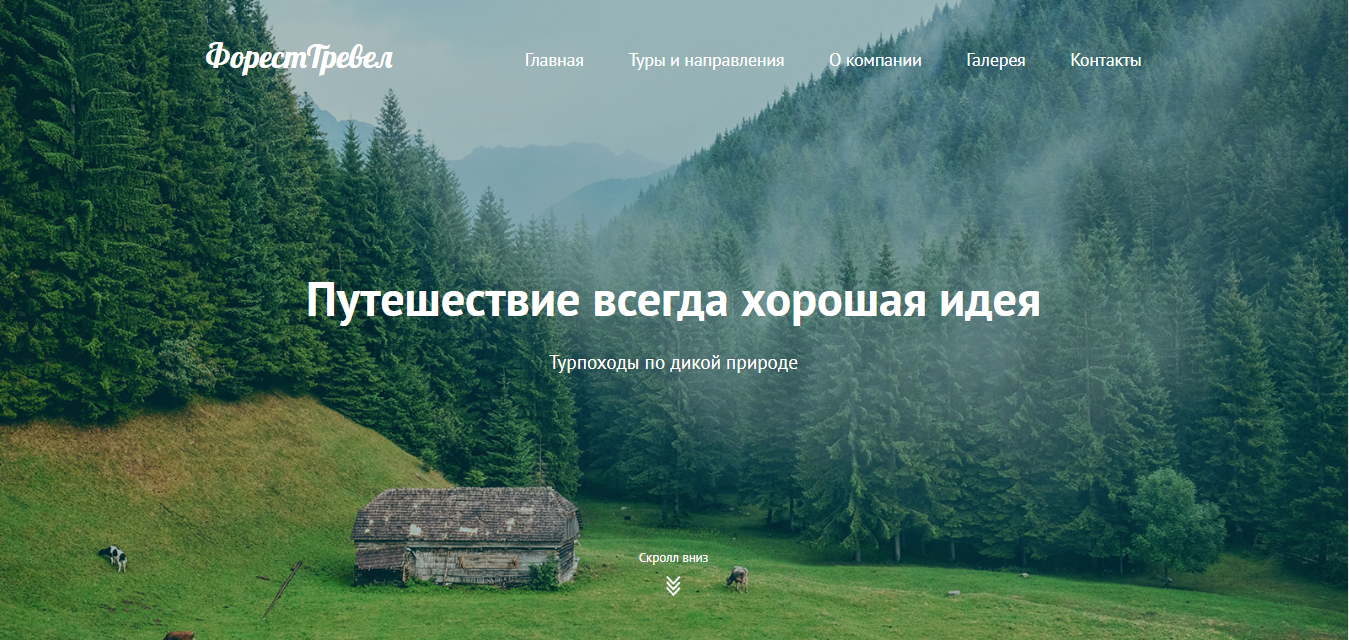 ФорестТревел
Главная Туры и направления О компании Галерея Контакты
Путешествие всегда хорошая идея
Турпоходы по дикой природе
Скролл вниз